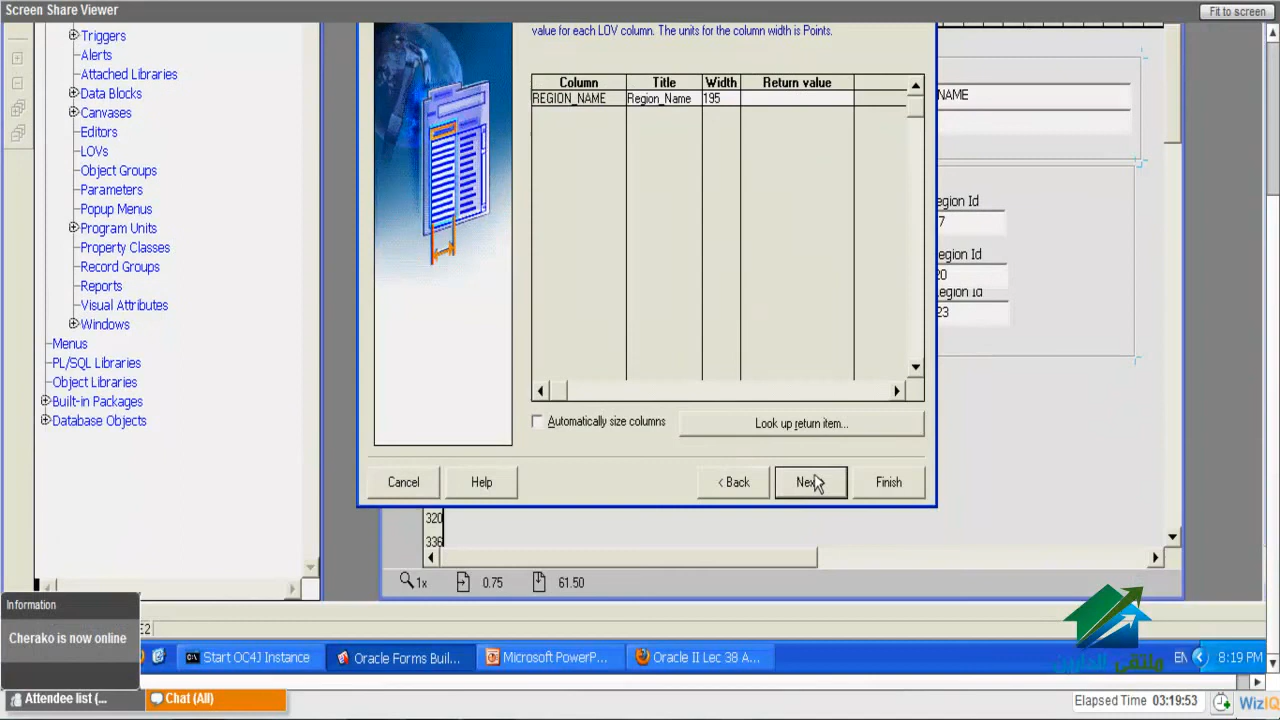 Screen Share Viewer
Fit to screen
Triggers
Alerts
Attached Libraries
Data Blocks
Canvases
Editors
LOVs
Object Groups
Parameters
Popup Menus
Program Units
Property Classes
Record Groups
Reports
Visual Attributes
Windows
Menus
PL/SQL Libraries
Object Libraries
Built-in Packages
Database Objects
value for each LOV column. The units for the column width is Points.
Column Title Width Return value
REGION_NAME Region_Name 195
Automatically size columns
Look up return item...
Cancel Help < Back Finish
NAME
egion Id
7
egion Id
20
egion Id
23
320
336
1x 0.75 61.50
Information
Cherako is now online
E2
Start OC4J Instance Oracle Forms Buil... Microsoft PowerP... Oracle II Lec 38 A... EN 8:19 PM
ملتقى الدارين
Attendee list (... Chat (All) Elapsed Time 03:19:53 WizIQ